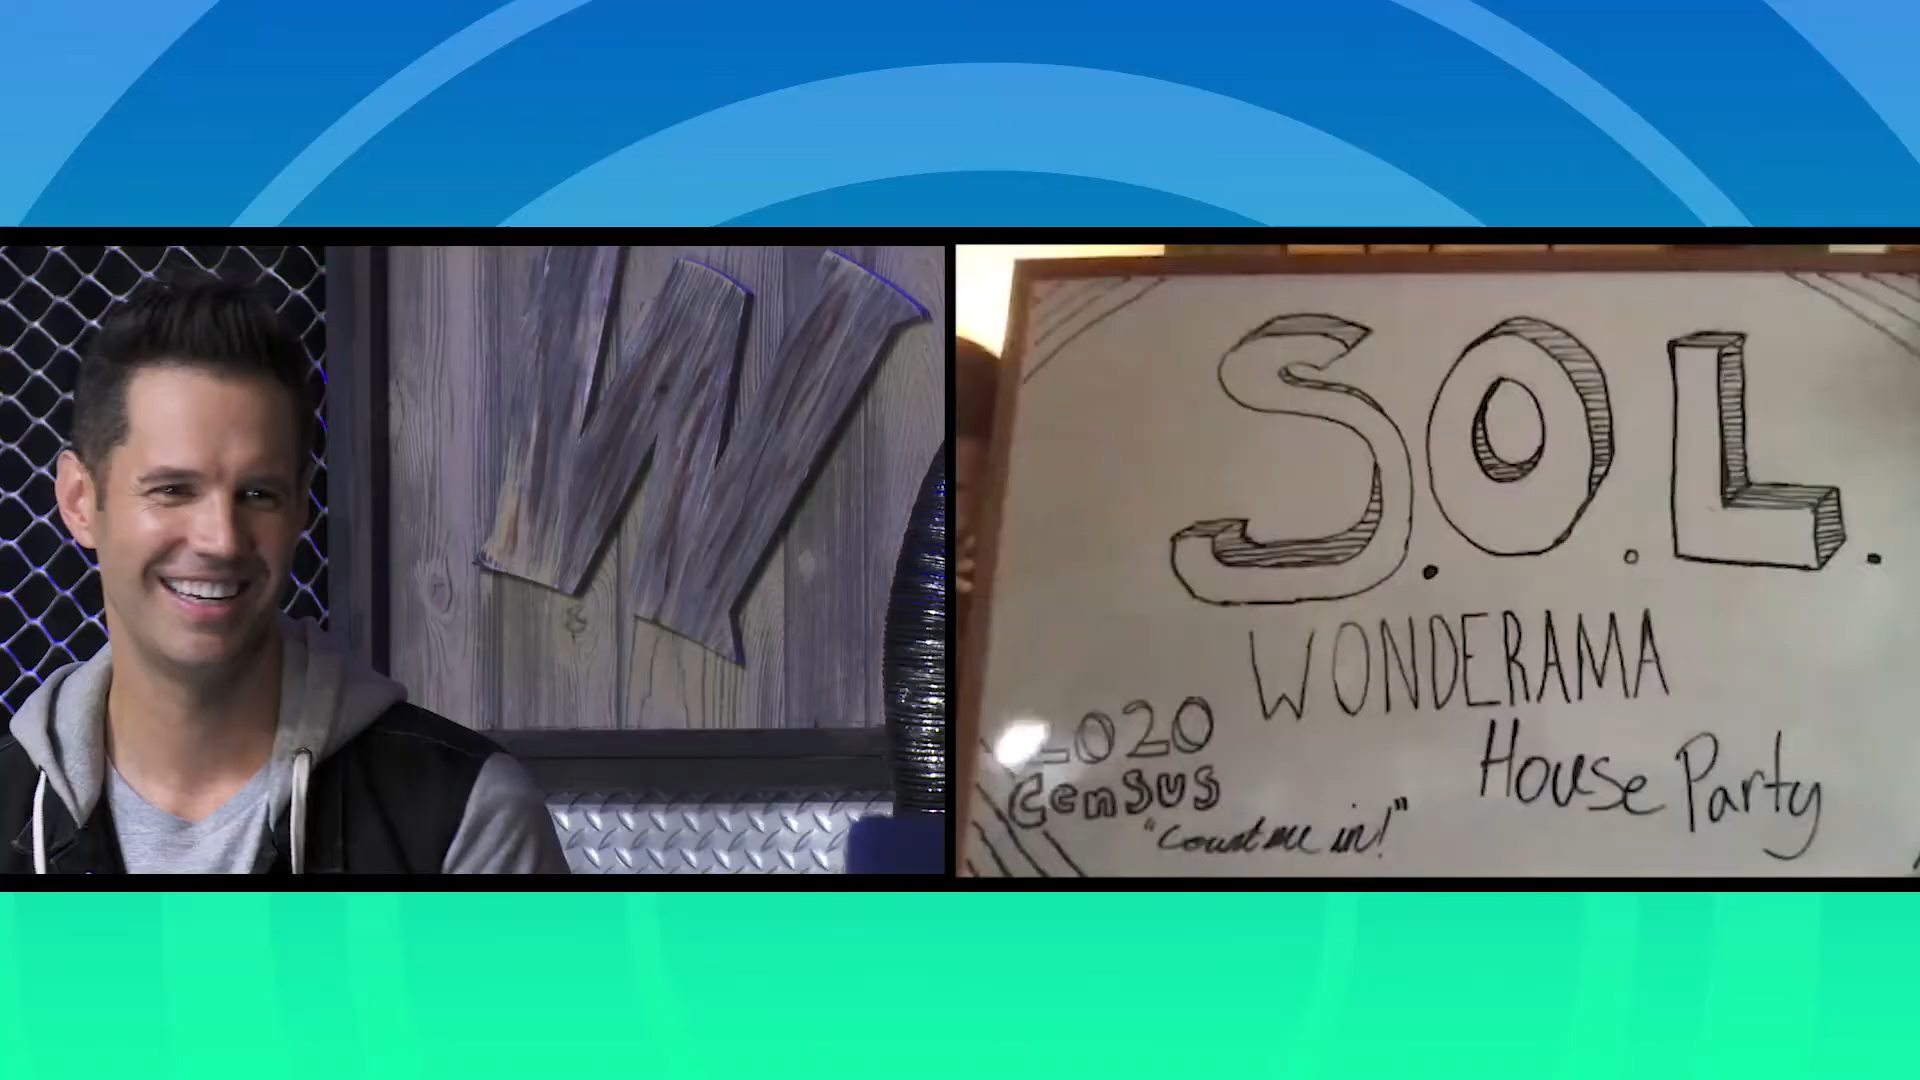 W
S.O.L.
WONDERAMA
House Party
2020
Census
"Count me in!"